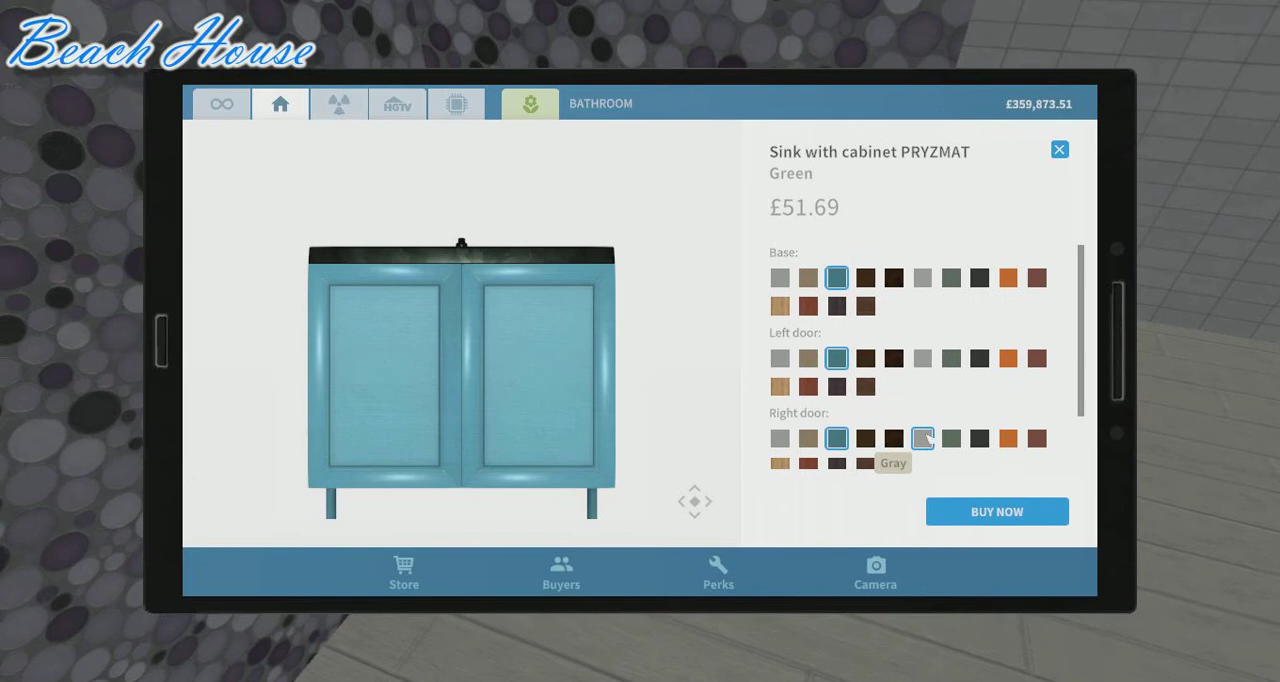 Beach House
HGTV
BATHROOM
£359,873.51
Sink with cabinet PRYZMAT
Green
£51.69
Base:
Left door:
Right door:
Gray
BUY NOW
Store
Buyers
Perks
Camera